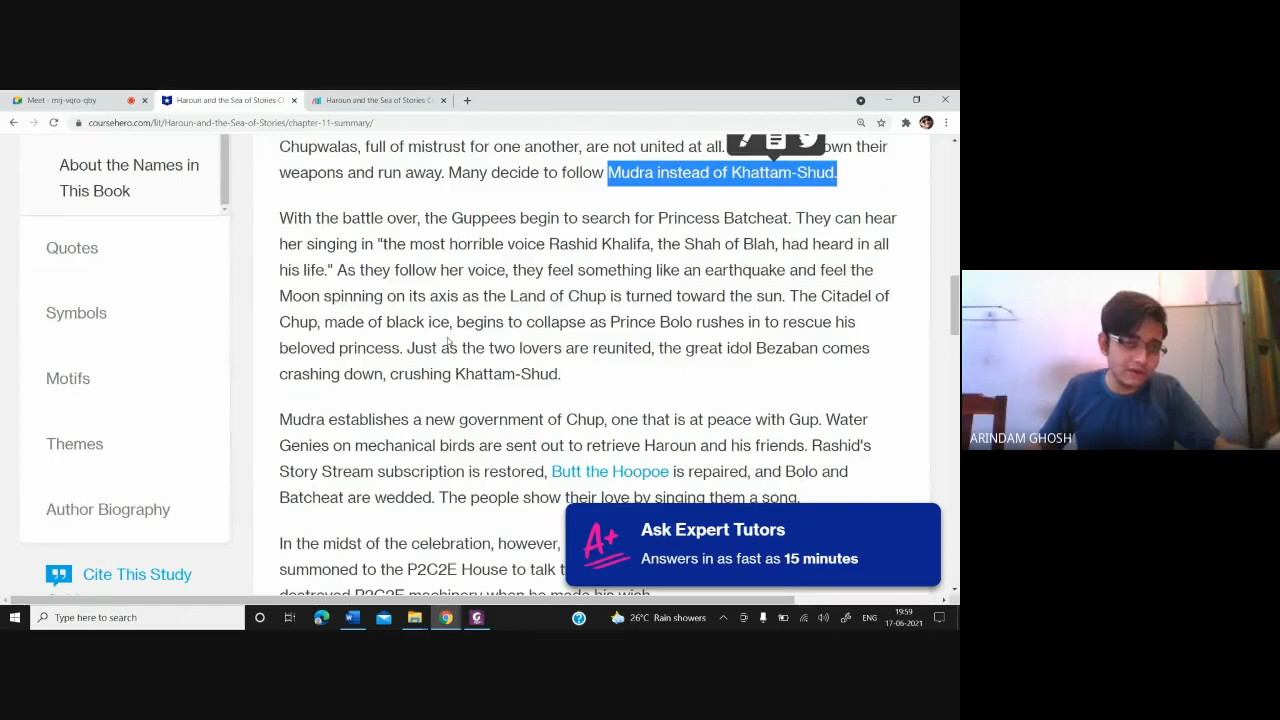 Meet - mrj-vqro-qby
Haroun and the Sea of Stories C
Haroun and the Sea of Stories C
coursehero.com/lit/Haroun-and-the-Sea-of-Stories/chapter-11-summary/
About the Names in
This Book
Quotes
Symbols
Motifs
Themes
Author Biography
Cite This Study
Chupwalas, full of mistrust for one another, are not united at all. own their
weapons and run away. Many decide to follow Mudra instead of Khattam-Shud.
With the battle over, the Guppees begin to search for Princess Batcheat. They can hear
her singing in "the most horrible voice Rashid Khalifa, the Shah of Blah, had heard in all
his life." As they follow her voice, they feel something like an earthquake and feel the
Moon spinning on its axis as the Land of Chup is turned toward the sun. The Citadel of
Chup, made of black ice, begins to collapse as Prince Bolo rushes in to rescue his
beloved princess. Just as the two lovers are reunited, the great idol Bezaban comes
crashing down, crushing Khattam-Shud.
Mudra establishes a new government of Chup, one that is at peace with Gup. Water
Genies on mechanical birds are sent out to retrieve Haroun and his friends. Rashid's
Story Stream subscription is restored, Butt the Hoopoe is repaired, and Bolo and
Batcheat are wedded. The people show their love by singing them a song.
In the midst of the celebration, however,
summoned to the P2C2E House to talk
destroyed P2C2E machinery when he made his wish.
A+
Ask Expert Tutors
Answers in as fast as 15 minutes
ARINDAM GHOSH
Type here to search
26°C Rain showers
ENG
19:59
17-06-2021